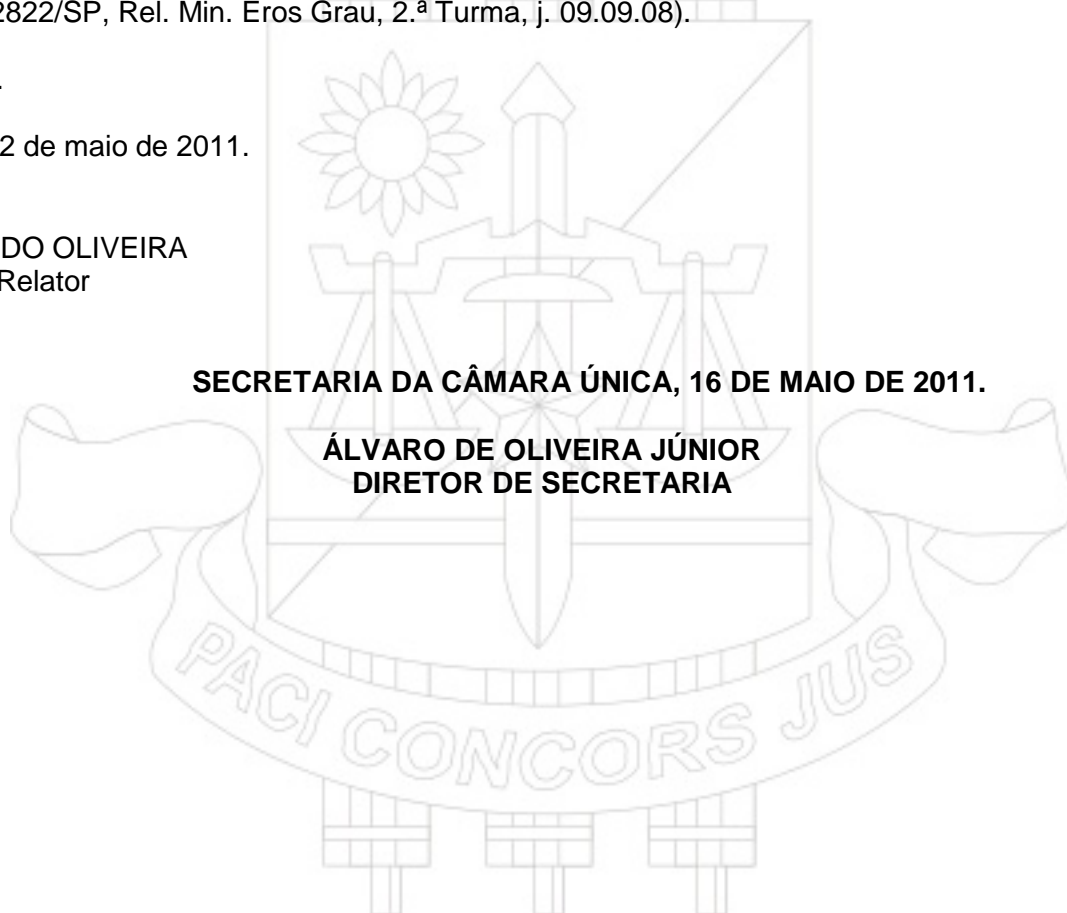 2822/SP, Rel. Min. Eros Grau, 2.ª Turma, j. 09.09.08).
.
2 de maio de 2011.
DO OLIVEIRA
Relator
SECRETARIA DA CÂMARA ÚNICA, 16 DE MAIO DE 2011.
ÁLVARO DE OLIVEIRA JÚNIOR
DIRETOR DE SECRETARIA
PACI CONCORS JUS